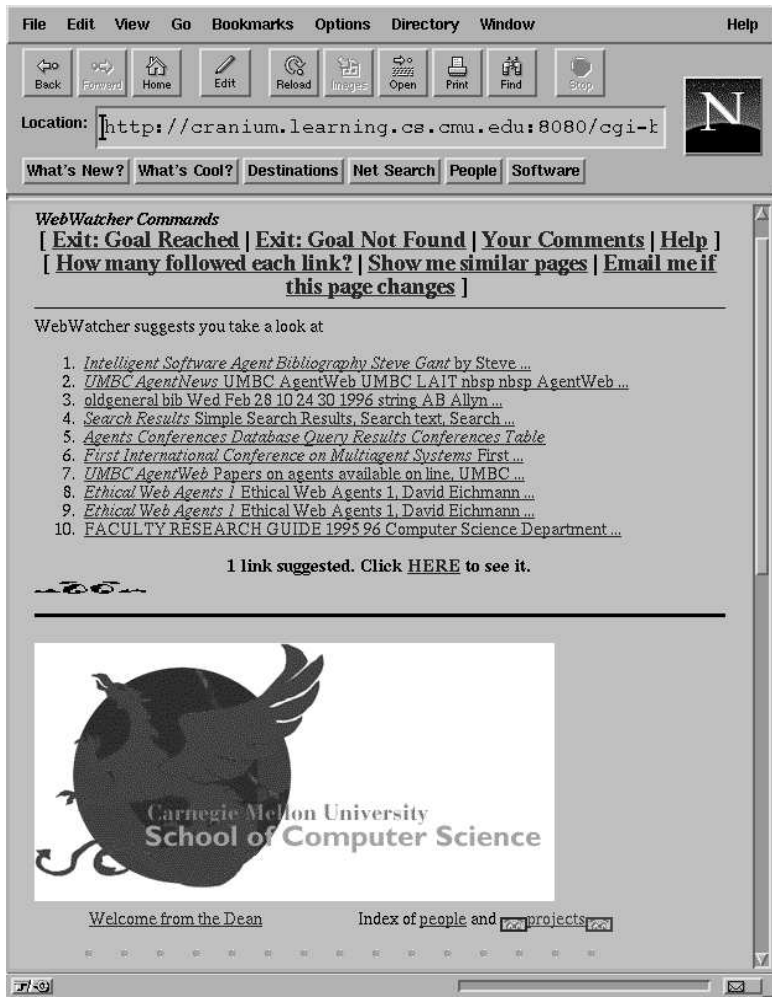 File Edit View Go Bookmarks Options Directory Window Help
Back Forward Home Edit Reload Images Open Print Find Stop
Location: http://cranium.learning.cs.cmu.edu:8080/cgi-b
N
What's New? What's Cool? Destinations Net Search People Software
WebWatcher Commands
[ Exit: Goal Reached | Exit: Goal Not Found | Your Comments | Help ]
[ How many followed each link? | Show me similar pages | Email me if
this page changes ]
WebWatcher suggests you take a look at
1. Intelligent Software Agent Bibliography Steve Gant by Steve ...
2. UMBC AgentNews UMBC AgentWeb UMBC LAIT nbsp nbsp AgentWeb ...
3. oldgeneral bib Wed Feb 28 10 24 30 1996 string AB Allyn ...
4. Search Results Simple Search Results, Search text, Search ...
5. Agents Conferences Database Query Results Conferences Table
6. First International Conference on Multiagent Systems First ...
7. UMBC AgentWeb Papers on agents available on line, UMBC ...
8. Ethical Web Agents 1 Ethical Web Agents 1, David Eichmann ...
9. Ethical Web Agents 1 Ethical Web Agents 1, David Eichmann ...
10. FACULTY RESEARCH GUIDE 1995 96 Computer Science Department ...
1 link suggested. Click HERE to see it.
Carnegie Mellon University
School of Computer Science
Welcome from the Dean Index of people and projects